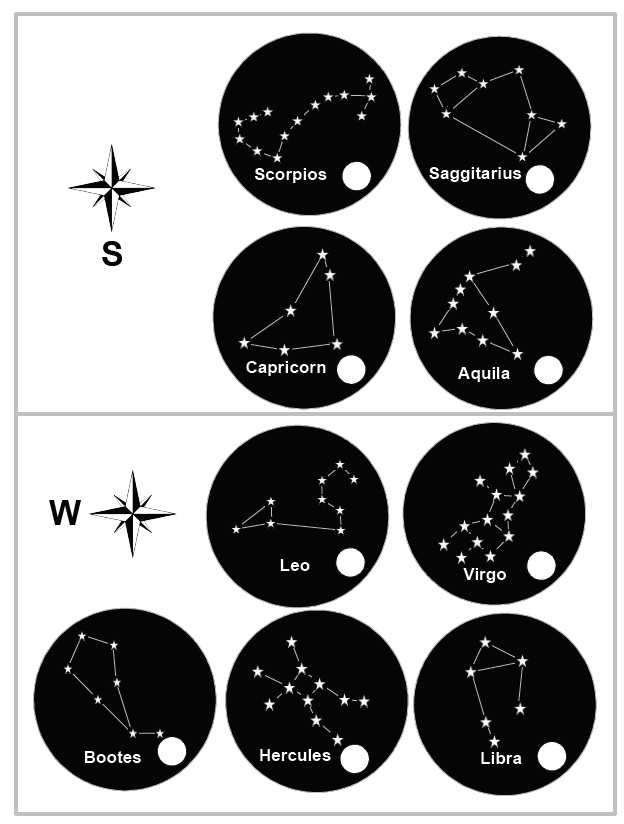 Scorpios
Saggitarius
S
Capricorn
Aquila
W
Leo
Virgo
Bootes
Hercules
Libra